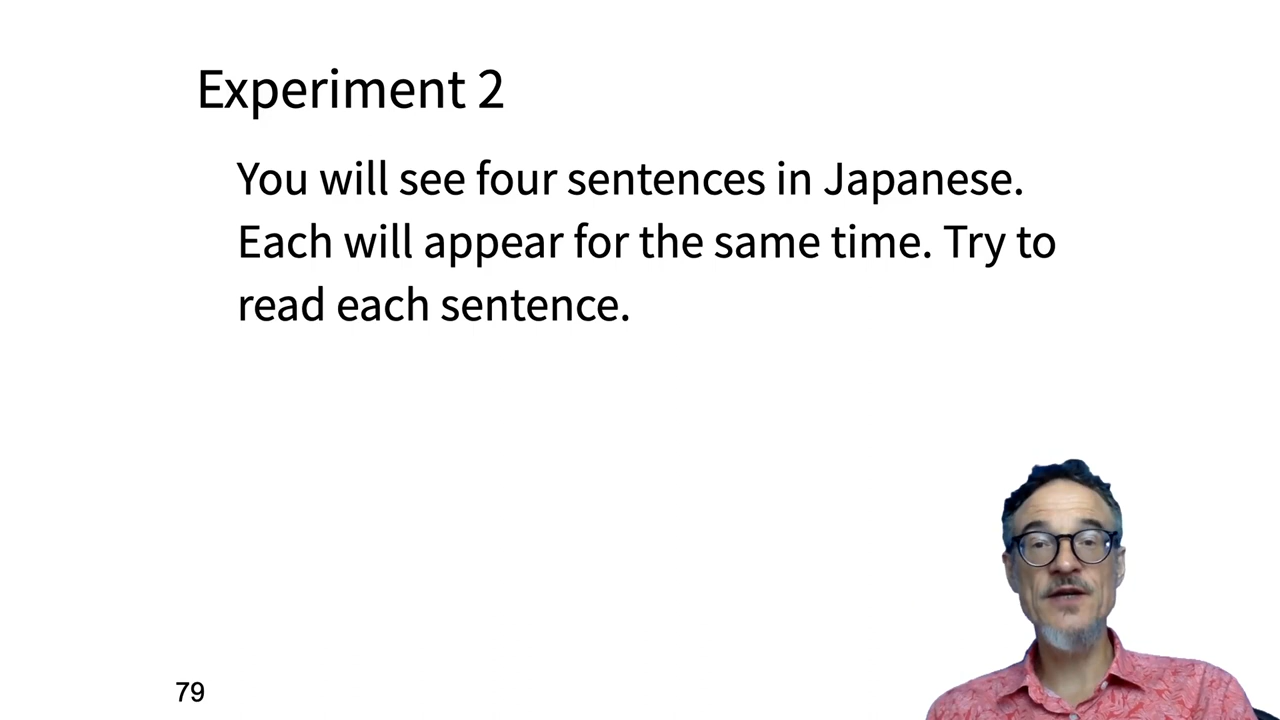 Experiment 2
You will see four sentences in Japanese.
Each will appear for the same time. Try to
read each sentence.
79